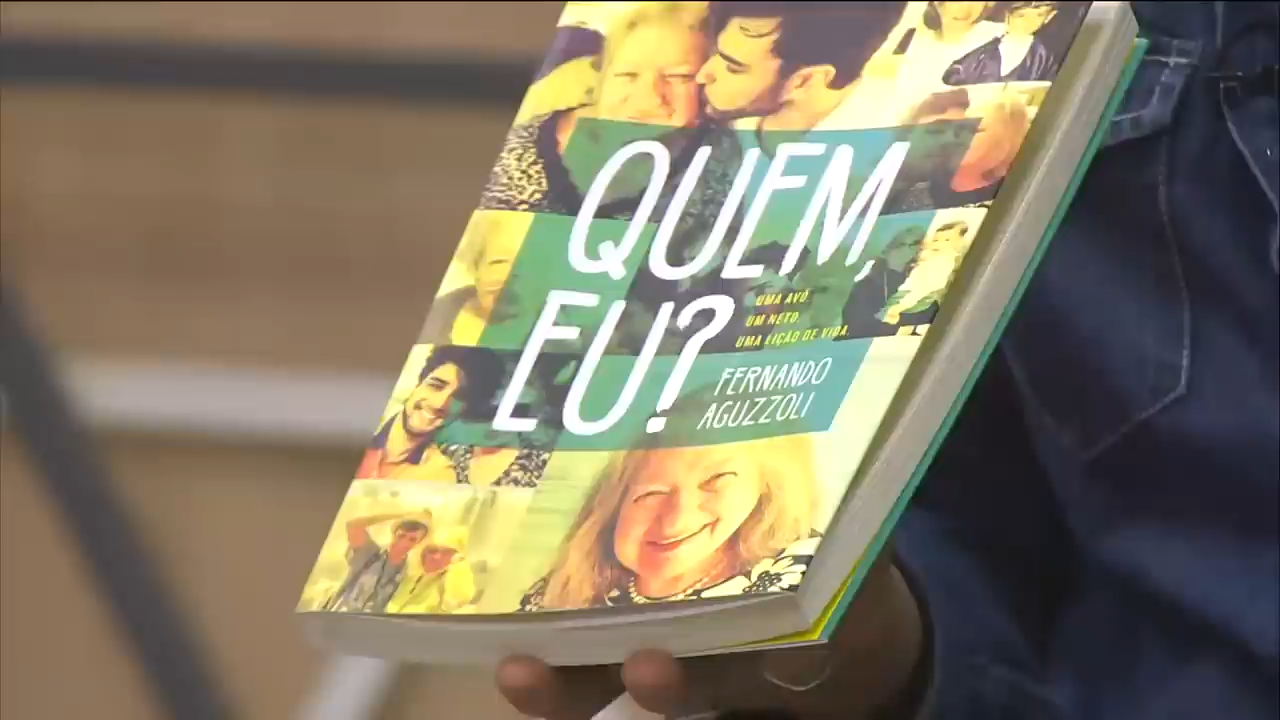 QUEM,
EU?
UMA AVÓ.
UM NETO.
UMA LIÇÃO DE VIDA.
FERNANDO
AGUZZOLI